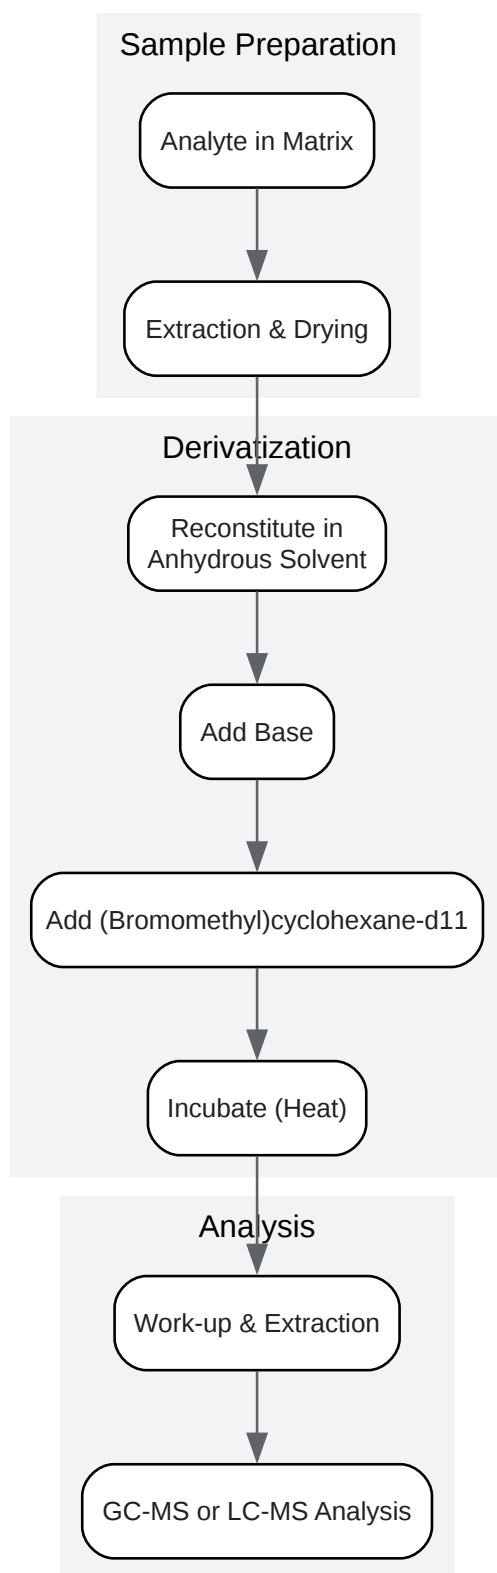 Sample Preparation
Analyte in Matrix
Extraction & Drying
Derivatization
Reconstitute in
Anhydrous Solvent
Add Base
Add (Bromomethyl)cyclohexane-d11
Incubate (Heat)
Analysis
Work-up & Extraction
GC-MS or LC-MS Analysis